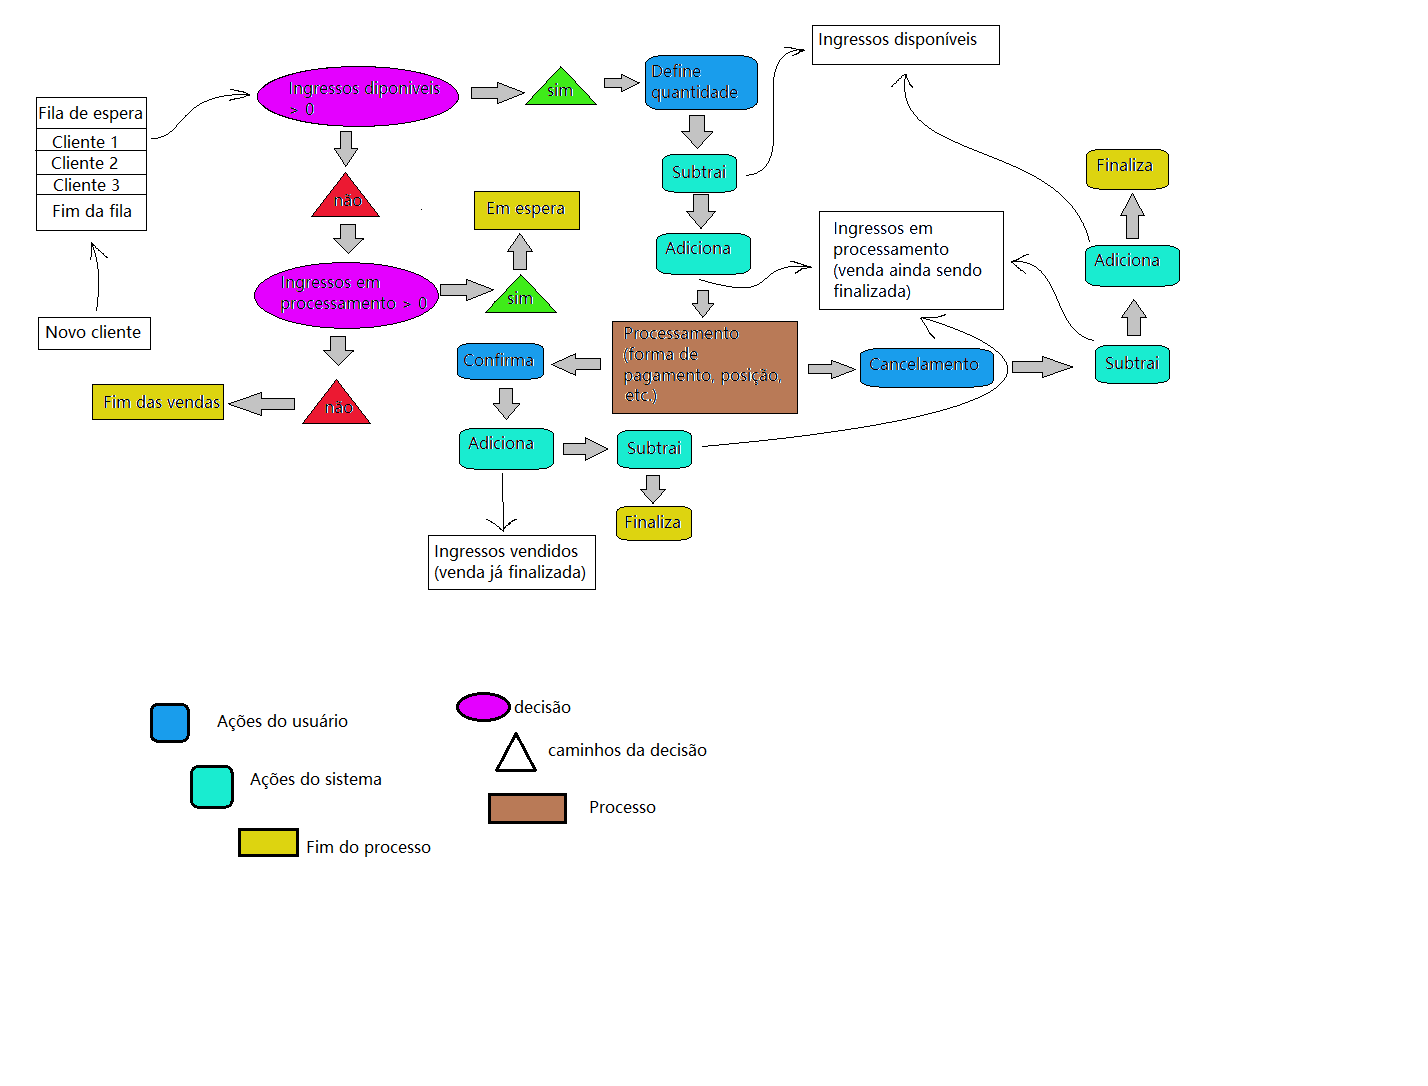 Fila de espera
Cliente 1
Cliente 2
Cliente 3
Fim da fila
Novo cliente
Ingressos diponíveis
> 0
sim
Define
quantidade
Ingressos disponíveis
não
Subtrai
Finaliza
Em espera
Adiciona
Ingressos em
processamento
(venda ainda sendo
finalizada)
Adiciona
Ingressos em
processamento > 0
sim
Processamento
(forma de
pagamento, posição,
etc.)
Confirma
Cancelamento
Subtrai
Fim das vendas
não
Adiciona
Subtrai
Finaliza
Ingressos vendidos
(venda já finalizada)
Ações do usuário
decisão
caminhos da decisão
Ações do sistema
Processo
Fim do processo